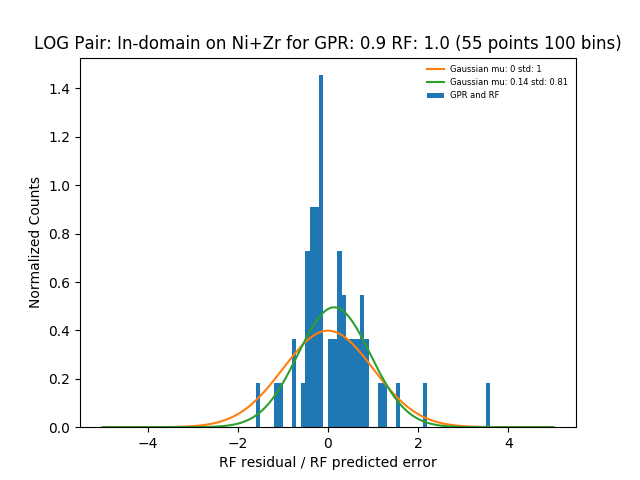 LOG Pair: In-domain on Ni+Zr for GPR: 0.9 RF: 1.0 (55 points 100 bins)
Gaussian mu: 0 std: 1
Gaussian mu: 0.14 std: 0.81
GPR and RF
Normalized Counts
1.4
1.2
1.0
0.8
0.6
0.4
0.2
0.0
−4 −2 0 2 4
RF residual / RF predicted error